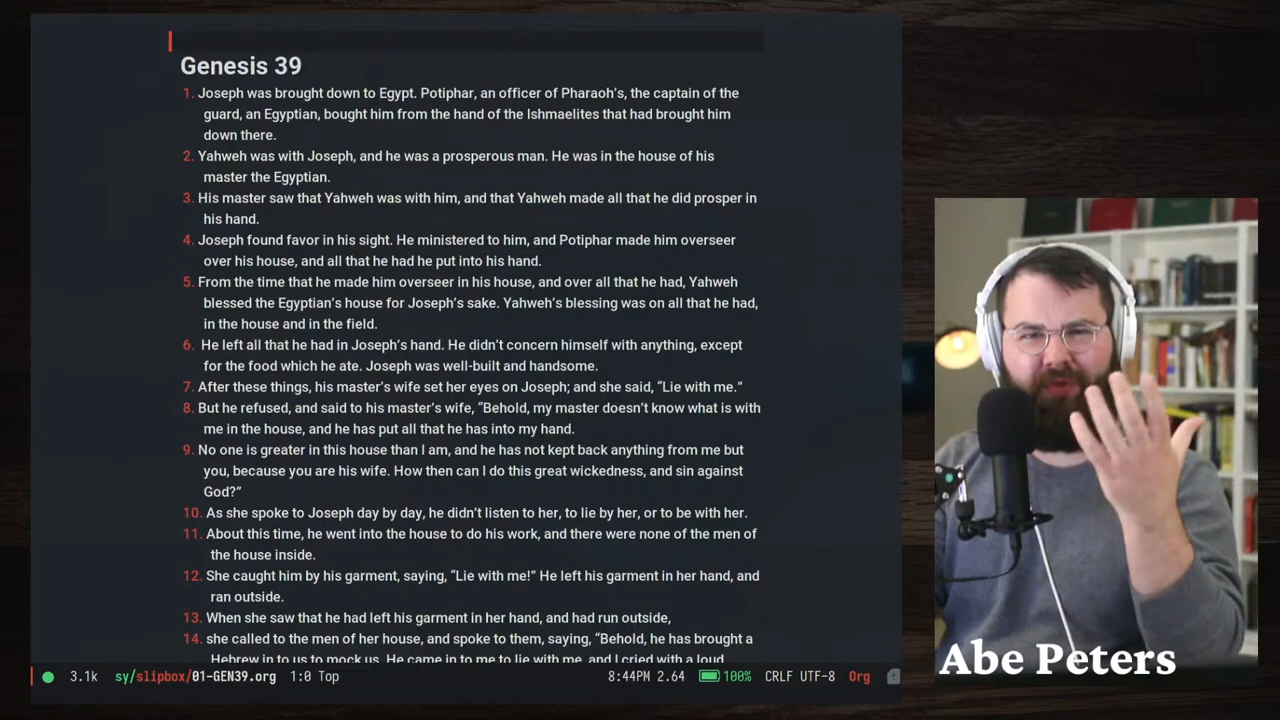 Genesis 39
1. Joseph was brought down to Egypt. Potiphar, an officer of Pharaoh’s, the captain of the
guard, an Egyptian, bought him from the hand of the Ishmaelites that had brought him
down there.
2. Yahweh was with Joseph, and he was a prosperous man. He was in the house of his
master the Egyptian.
3. His master saw that Yahweh was with him, and that Yahweh made all that he did prosper in
his hand.
4. Joseph found favor in his sight. He ministered to him, and Potiphar made him overseer
over his house, and all that he had he put into his hand.
5. From the time that he made him overseer in his house, and over all that he had, Yahweh
blessed the Egyptian’s house for Joseph’s sake. Yahweh’s blessing was on all that he had,
in the house and in the field.
6. He left all that he had in Joseph’s hand. He didn’t concern himself with anything, except
for the food which he ate. Joseph was well-built and handsome.
7. After these things, his master’s wife set her eyes on Joseph; and she said, “Lie with me.”
8. But he refused, and said to his master’s wife, “Behold, my master doesn’t know what is with
me in the house, and he has put all that he has into my hand.
9. No one is greater in this house than I am, and he has not kept back anything from me but
you, because you are his wife. How then can I do this great wickedness, and sin against
God?”
10. As she spoke to Joseph day by day, he didn’t listen to her, to lie by her, or to be with her.
11. About this time, he went into the house to do his work, and there were none of the men of
the house inside.
12. She caught him by his garment, saying, “Lie with me!” He left his garment in her hand, and
ran outside.
13. When she saw that he had left his garment in her hand, and had run outside,
14. she called to the men of her house, and spoke to them, saying, “Behold, he has brought a
Hebrew in to us to mock us. He came in to me to lie with me, and I cried with a loud
3.1k sy/slipbox/01-GEN39.org 1:0 Top 8:44PM 2.64 100% CRLF UTF-8 Org
Abe Peters